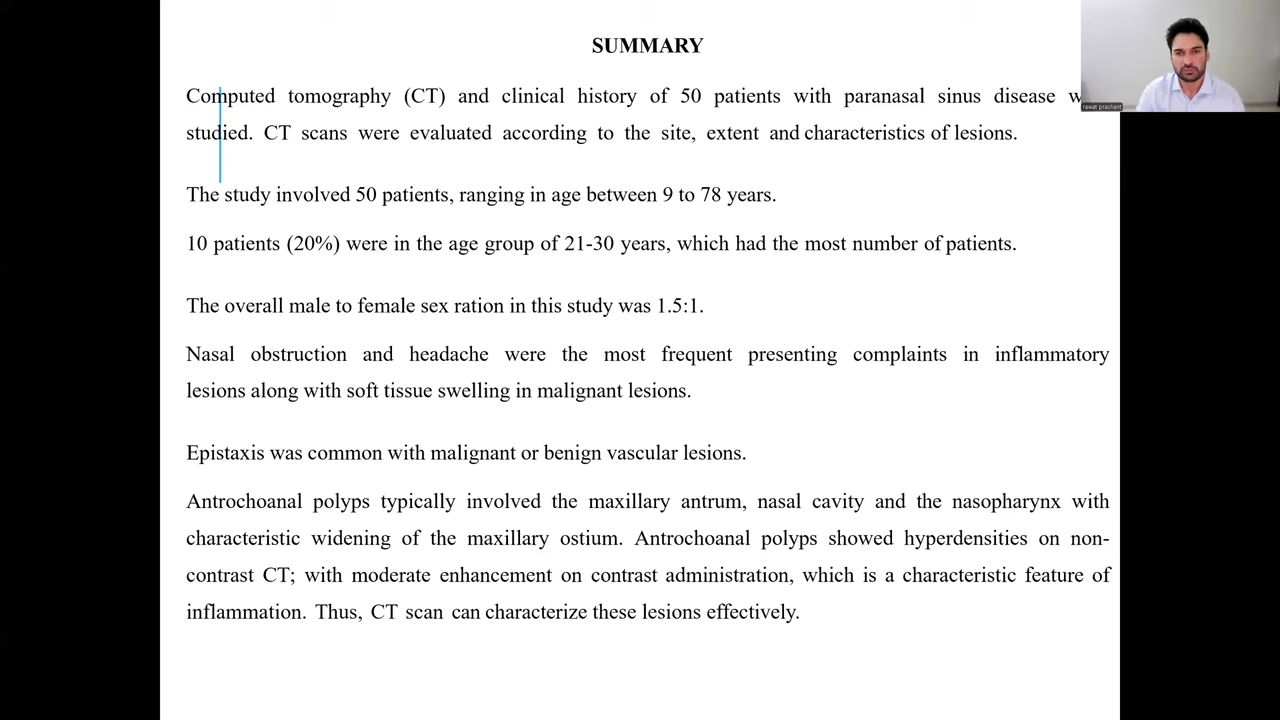 SUMMARY
Computed tomography (CT) and clinical history of 50 patients with paranasal sinus disease
studied. CT scans were evaluated according to the site, extent and characteristics of lesions.
The study involved 50 patients, ranging in age between 9 to 78 years.
10 patients (20%) were in the age group of 21-30 years, which had the most number of patients.
The overall male to female sex ration in this study was 1.5:1.
Nasal obstruction and headache were the most frequent presenting complaints in inflammatory
lesions along with soft tissue swelling in malignant lesions.
Epistaxis was common with malignant or benign vascular lesions.
Antrochoanal polyps typically involved the maxillary antrum, nasal cavity and the nasopharynx with
characteristic widening of the maxillary ostium. Antrochoanal polyps showed hyperdensities on non-
contrast CT; with moderate enhancement on contrast administration, which is a characteristic feature of
inflammation. Thus, CT scan can characterize these lesions effectively.
rawat prashant